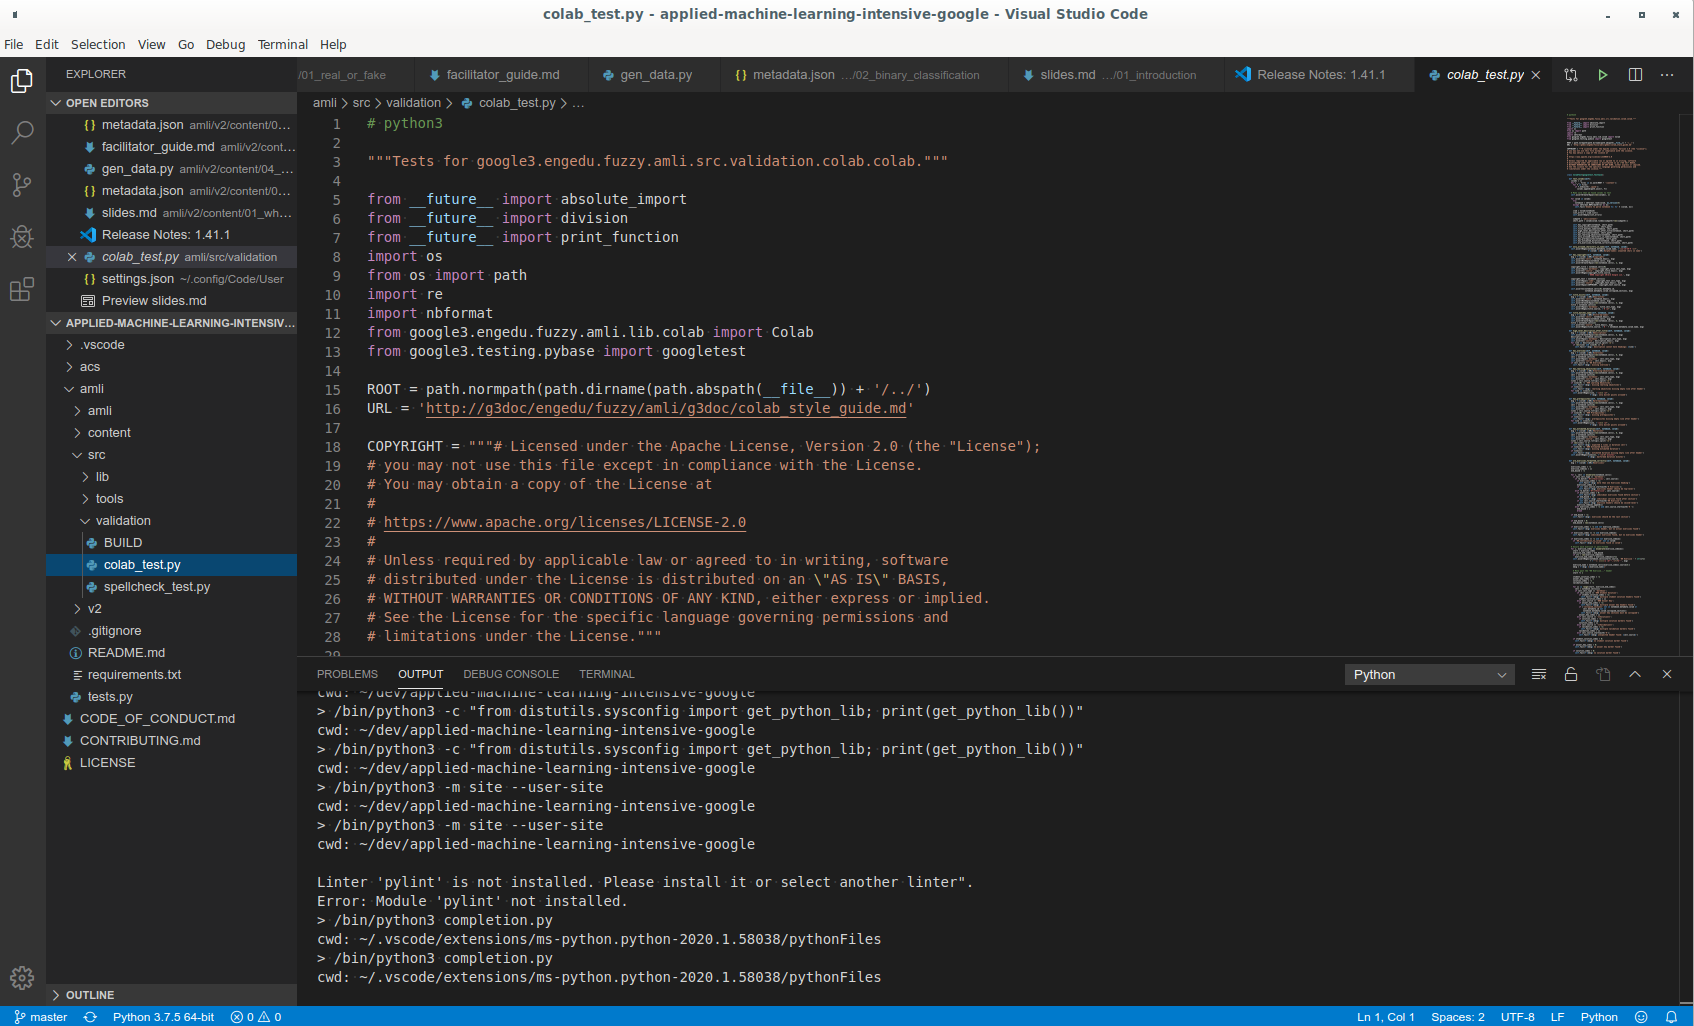 colab_test.py - applied-machine-learning-intensive-google - Visual Studio Code
File Edit Selection View Go Debug Terminal Help
EXPLORER
/01_real_or_fake facilitator_guide.md gen_data.py metadata.json …/02_binary_classification slides.md …/01_introduction Release Notes: 1.41.1 colab_test.py
OPEN EDITORS
metadata.json amli/v2/content/0…
facilitator_guide.md amli/v2/cont…
gen_data.py amli/v2/content/04_…
metadata.json amli/v2/content/0…
slides.md amli/v2/content/01_wh…
Release Notes: 1.41.1
colab_test.py amli/src/validation
settings.json ~/.config/Code/User
Preview slides.md
APPLIED-MACHINE-LEARNING-INTENSIV…
.vscode
acs
amli
amli
content
src
lib
tools
validation
BUILD
colab_test.py
spellcheck_test.py
v2
.gitignore
README.md
requirements.txt
tests.py
CODE_OF_CONDUCT.md
CONTRIBUTING.md
LICENSE
OUTLINE
amli > src > validation > colab_test.py > …
1 # python3
2
3 """Tests for google3.engedu.fuzzy.amli.src.validation.colab.colab."""
4
5 from __future__ import absolute_import
6 from __future__ import division
7 from __future__ import print_function
8 import os
9 from os import path
10 import re
11 import nbformat
12 from google3.engedu.fuzzy.amli.lib.colab import Colab
13 from google3.testing.pybase import googletest
14
15 ROOT = path.normpath(path.dirname(path.abspath(__file__)) + '/../')
16 URL = 'http://g3doc/engedu/fuzzy/amli/g3doc/colab_style_guide.md'
17
18 COPYRIGHT = """# Licensed under the Apache License, Version 2.0 (the "License");
19 # you may not use this file except in compliance with the License.
20 # You may obtain a copy of the License at
21 #
22 # https://www.apache.org/licenses/LICENSE-2.0
23 #
24 # Unless required by applicable law or agreed to in writing, software
25 # distributed under the License is distributed on an \"AS IS\" BASIS,
26 # WITHOUT WARRANTIES OR CONDITIONS OF ANY KIND, either express or implied.
27 # See the License for the specific language governing permissions and
28 # limitations under the License."""
29
PROBLEMS OUTPUT DEBUG CONSOLE TERMINAL Python
cwd: ~/dev/applied-machine-learning-intensive-google
> /bin/python3 -c "from distutils.sysconfig import get_python_lib; print(get_python_lib())"
cwd: ~/dev/applied-machine-learning-intensive-google
> /bin/python3 -c "from distutils.sysconfig import get_python_lib; print(get_python_lib())"
cwd: ~/dev/applied-machine-learning-intensive-google
> /bin/python3 -m site --user-site
cwd: ~/dev/applied-machine-learning-intensive-google
> /bin/python3 -m site --user-site
cwd: ~/dev/applied-machine-learning-intensive-google
Linter 'pylint' is not installed. Please install it or select another linter".
Error: Module 'pylint' not installed.
> /bin/python3 completion.py
cwd: ~/.vscode/extensions/ms-python.python-2020.1.58038/pythonFiles
> /bin/python3 completion.py
cwd: ~/.vscode/extensions/ms-python.python-2020.1.58038/pythonFiles
master Python 3.7.5 64-bit 0 0 Ln 1, Col 1 Spaces: 2 UTF-8 LF Python